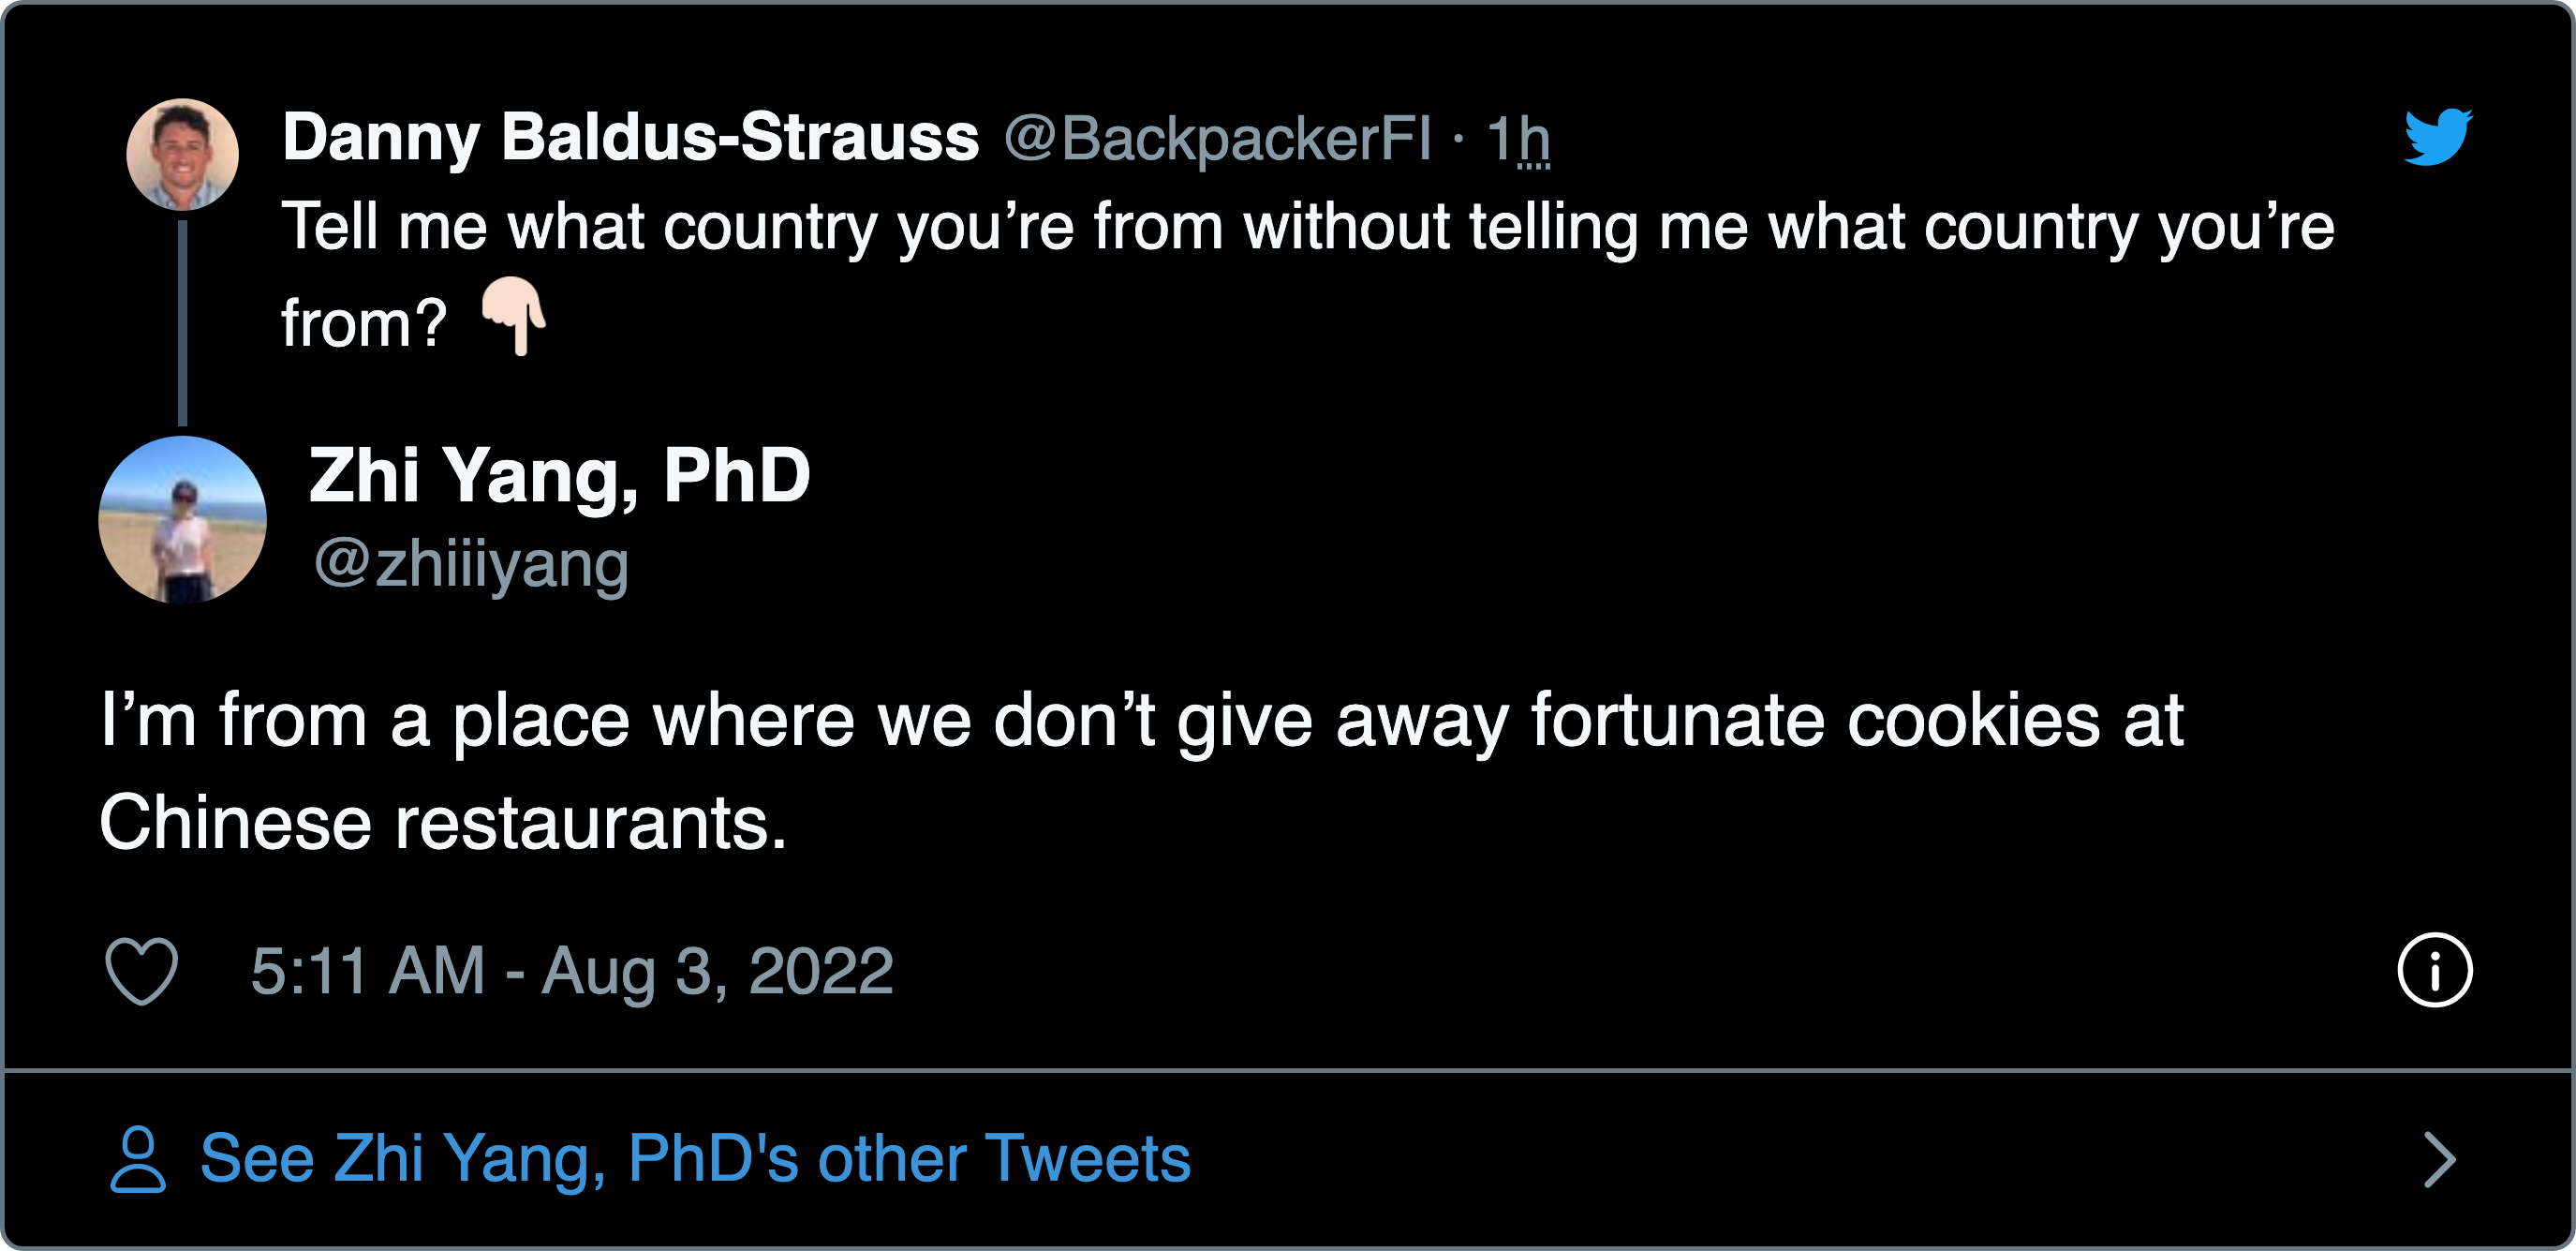 Danny Baldus-Strauss @BackpackerFI · 1h
Tell me what country you’re from without telling me what country you’re
from? 👇🏻
Zhi Yang, PhD
@zhiiiyang
I’m from a place where we don’t give away fortunate cookies at
Chinese restaurants.
5:11 AM - Aug 3, 2022
See Zhi Yang, PhD's other Tweets